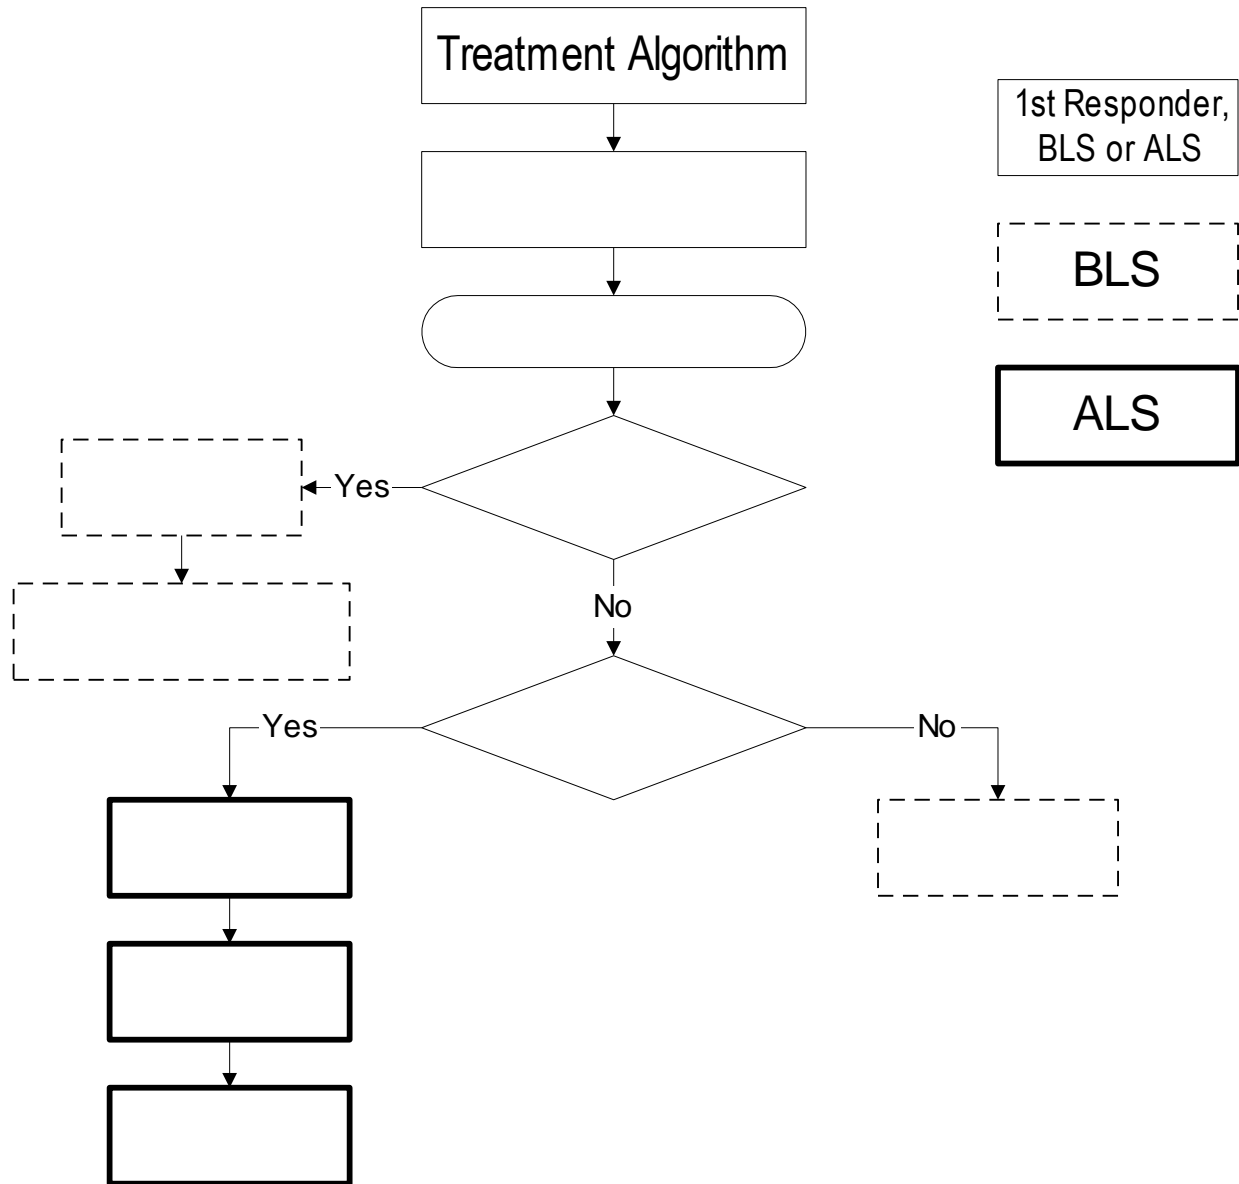 Treatment Algorithm
1st Responder,
BLS or ALS
BLS
ALS
Yes
No
Yes
No